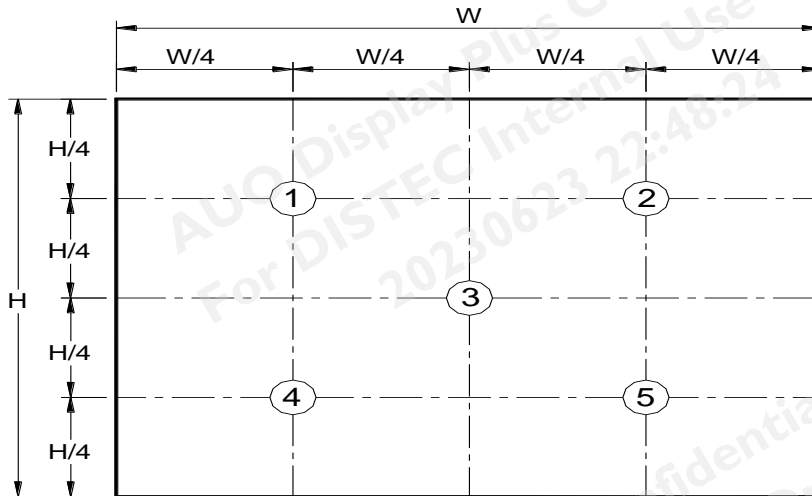 W
W/4 W/4 W/4 W/4
H/4
1 2
H/4
H 3
H/4
4 5
H/4
AUO Display Plus C
For DISTEC Internal Use
20230623 22:48:24
nfidential